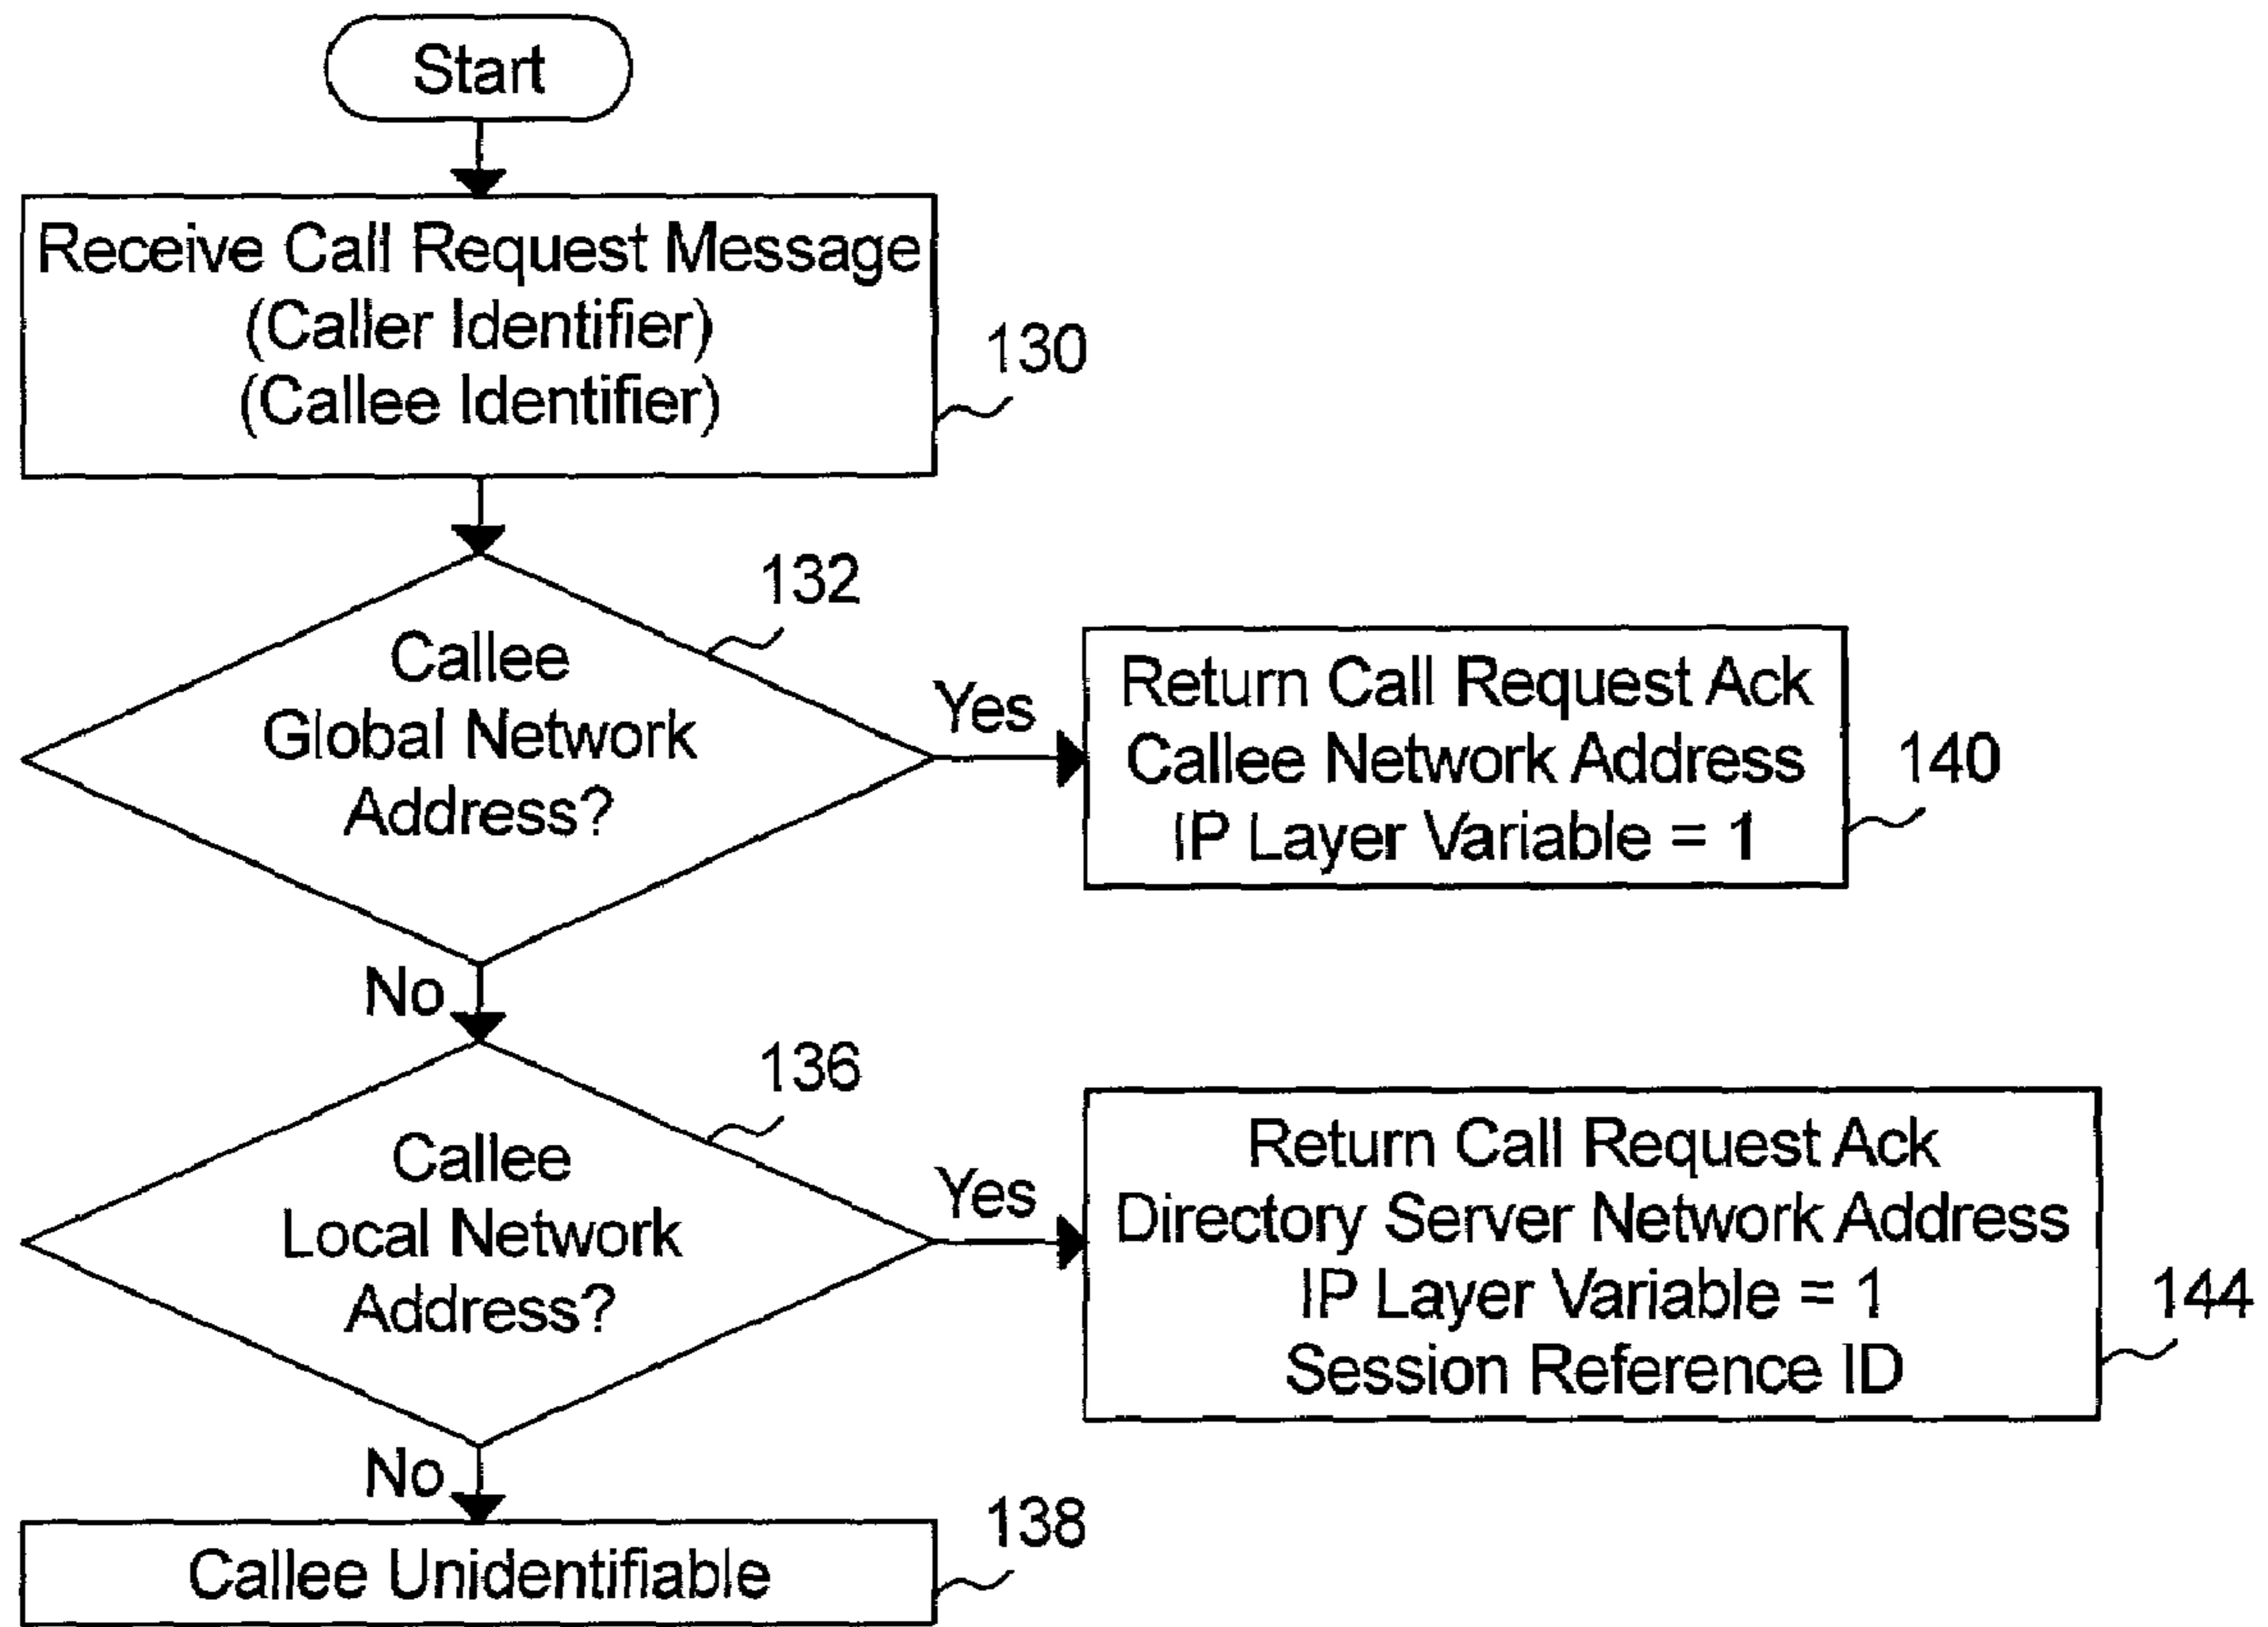 Start
Receive Call Request Message
(Caller Identifier)
(Callee Identifier)
130
132
Callee
Global Network
Address?
Yes
Return Call Request Ack
Callee Network Address
IP Layer Variable = 1
140
No
136
Callee
Local Network
Address?
Yes
Return Call Request Ack
Directory Server Network Address
IP Layer Variable = 1
Session Reference ID
144
No
138
Callee Unidentifiable